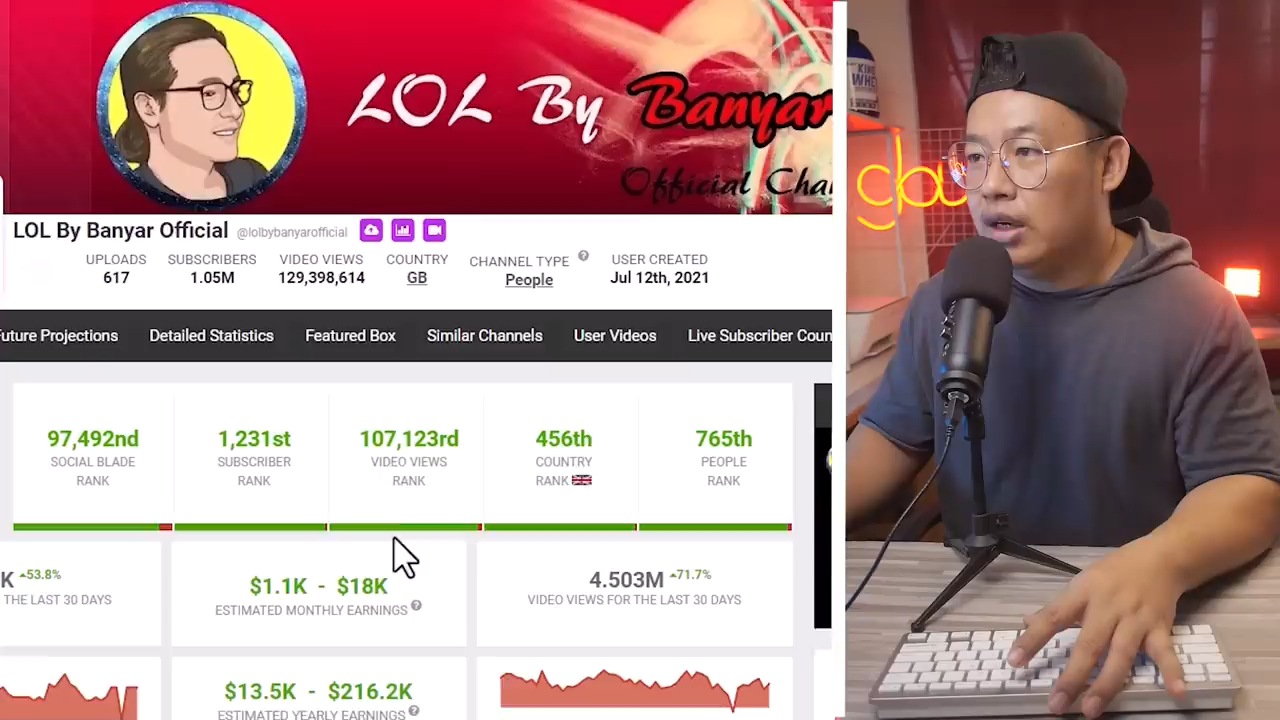 LOL By Banyar
Official Cha
LOL By Banyar Official @lolbybanyarofficial
UPLOADS SUBSCRIBERS VIDEO VIEWS COUNTRY CHANNEL TYPE ? USER CREATED
617 1.05M 129,398,614 GB People Jul 12th, 2021
uture Projections Detailed Statistics Featured Box Similar Channels User Videos Live Subscriber Coun
97,492nd 1,231st 107,123rd 456th 765th
SOCIAL BLADE SUBSCRIBER VIDEO VIEWS COUNTRY PEOPLE
RANK RANK RANK RANK RANK
K 53.8% $1.1K - $18K 4.503M 71.7%
THE LAST 30 DAYS ESTIMATED MONTHLY EARNINGS ? VIDEO VIEWS FOR THE LAST 30 DAYS
$13.5K - $216.2K
ESTIMATED YEARLY EARNINGS ?
KING
WHEY